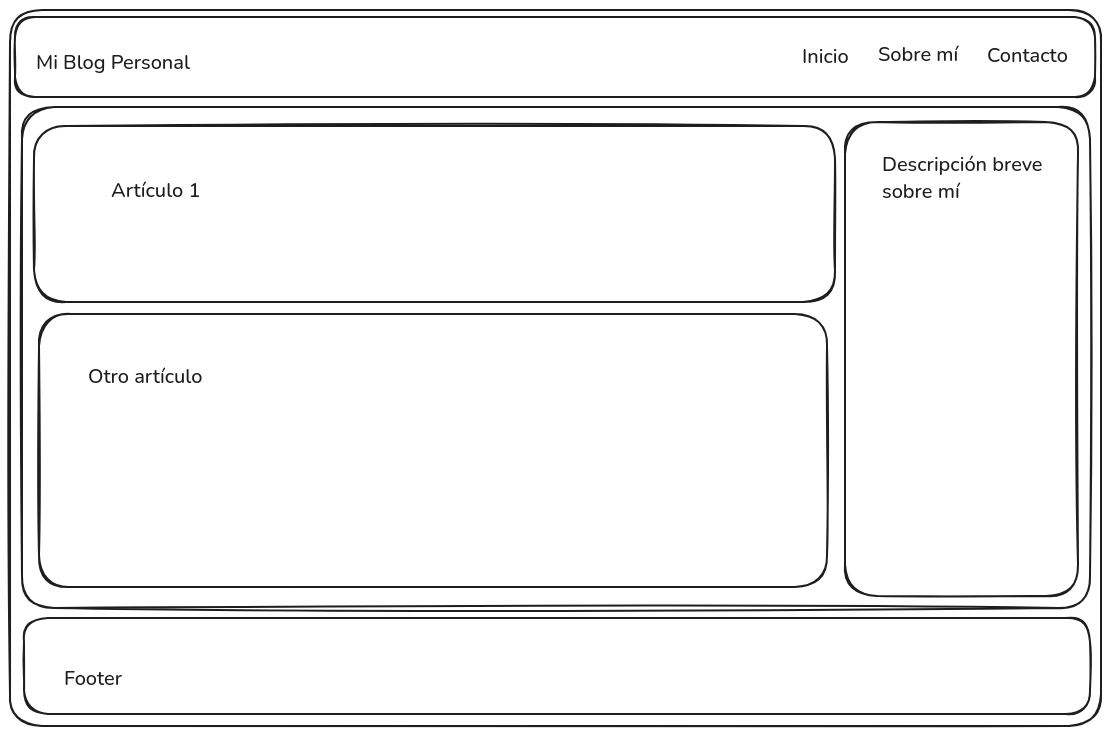 Mi Blog Personal
Inicio
Sobre mí
Contacto
Artículo 1
Descripción breve
sobre mí
Otro artículo
Footer